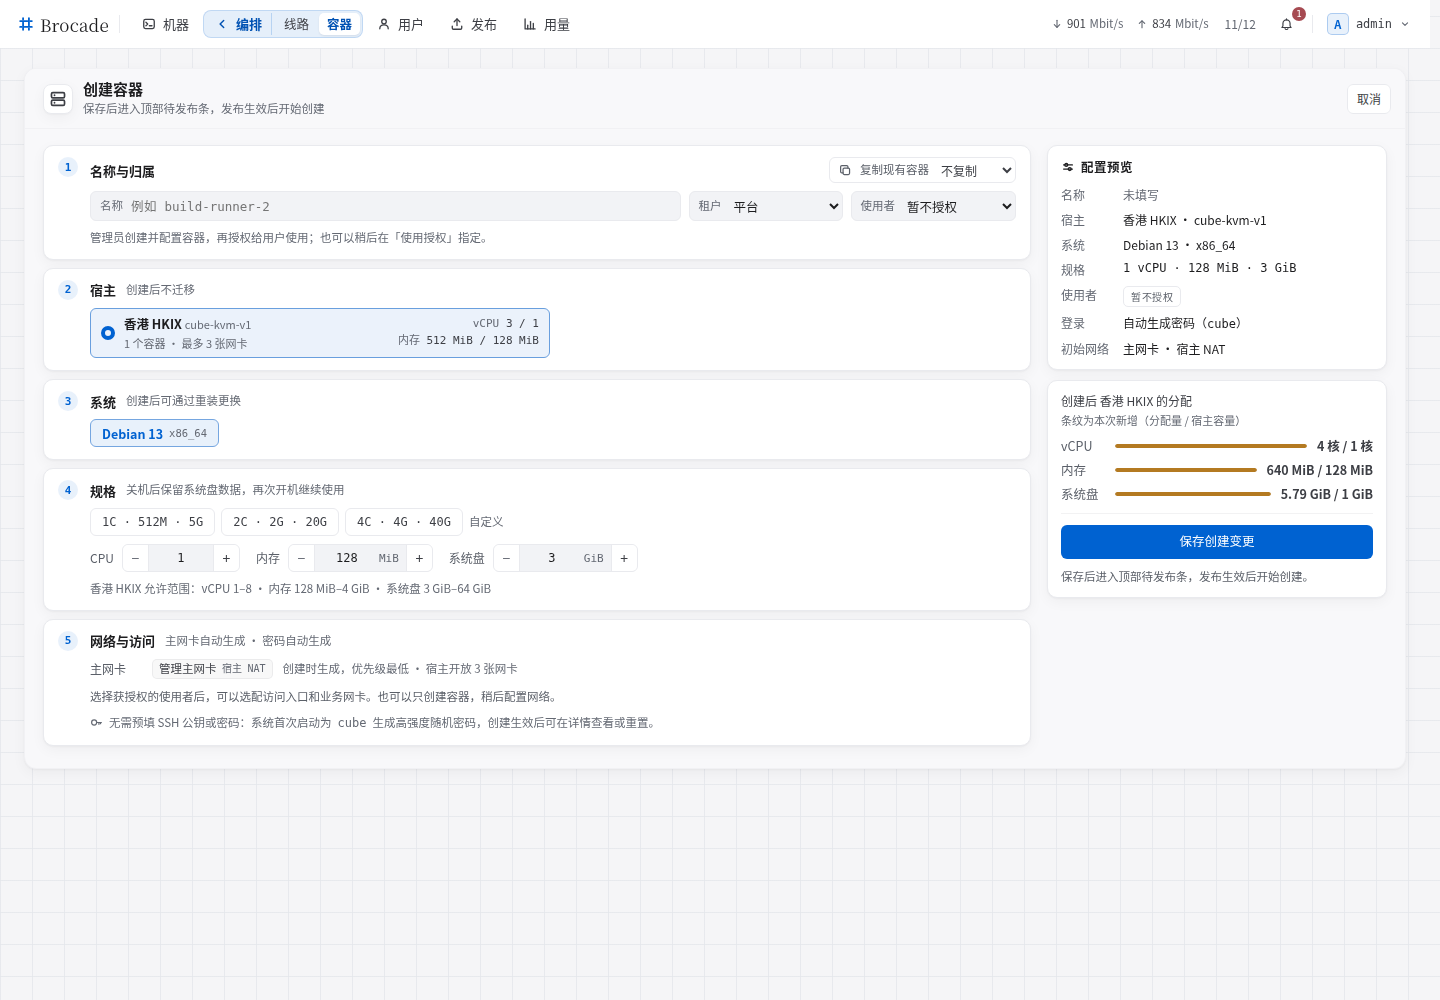 Brocade
机器
编排
线路
容器
用户
发布
用量
↓ 901 Mbit/s
↑ 834 Mbit/s
11/12
1
A
admin
创建容器
保存后进入顶部待发布条，发布生效后开始创建
取消
1
名称与归属
复制现有容器 不复制
名称 例如 build-runner-2
租户 平台
使用者 暂不授权
管理员创建并配置容器，再授权给用户使用；也可以稍后在「使用授权」指定。
2
宿主 创建后不迁移
香港 HKIX cube-kvm-v1
vCPU 3 / 1
1 个容器 · 最多 3 张网卡
内存 512 MiB / 128 MiB
3
系统 创建后可通过重装更换
Debian 13 x86_64
4
规格 关机后保留系统盘数据，再次开机继续使用
1C · 512M · 5G
2C · 2G · 20G
4C · 4G · 40G
自定义
CPU − 1 +
内存 − 128 MiB +
系统盘 − 3 GiB +
香港 HKIX 允许范围：vCPU 1–8 · 内存 128 MiB–4 GiB · 系统盘 3 GiB–64 GiB
5
网络与访问 主网卡自动生成 · 密码自动生成
主网卡 管理主网卡 宿主 NAT 创建时生成，优先级最低 · 宿主开放 3 张网卡
选择获授权的使用者后，可以选配访问入口和业务网卡。也可以只创建容器，稍后配置网络。
无需预填 SSH 公钥或密码：系统首次启动为 cube 生成高强度随机密码，创建生效后可在详情查看或重置。
配置预览
名称 未填写
宿主 香港 HKIX · cube-kvm-v1
系统 Debian 13 · x86_64
规格 1 vCPU · 128 MiB · 3 GiB
使用者 暂不授权
登录 自动生成密码（cube）
初始网络 主网卡 · 宿主 NAT
创建后 香港 HKIX 的分配
条纹为本次新增（分配量 / 宿主容量）
vCPU 4 核 / 1 核
内存 640 MiB / 128 MiB
系统盘 5.79 GiB / 1 GiB
保存创建变更
保存后进入顶部待发布条，发布生效后开始创建。